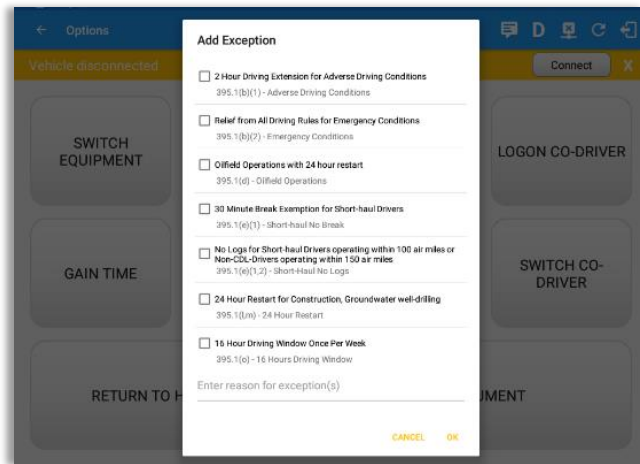 Options
D
Vehicle disconnected
Connect
X
SWITCH
EQUIPMENT
LOGON CO-DRIVER
GAIN TIME
SWITCH CO-
DRIVER
RETURN TO H
UMENT
Add Exception
2 Hour Driving Extension for Adverse Driving Conditions
395.1(b)(1) - Adverse Driving Conditions
Relief from All Driving Rules for Emergency Conditions
395.1(b)(2) - Emergency Conditions
Oilfield Operations with 24 hour restart
395.1(d) - Oilfield Operations
30 Minute Break Exemption for Short-haul Drivers
395.1(e)(1) - Short-haul No Break
No Logs for Short-haul Drivers operating within 100 air miles or
Non-CDL-Drivers operating within 150 air miles
395.1(e)(1,2) - Short-Haul No Logs
24 Hour Restart for Construction, Groundwater well-drilling
395.1(l,m) - 24 Hour Restart
16 Hour Driving Window Once Per Week
395.1(o) - 16 Hours Driving Window
Enter reason for exception(s)
CANCEL
OK